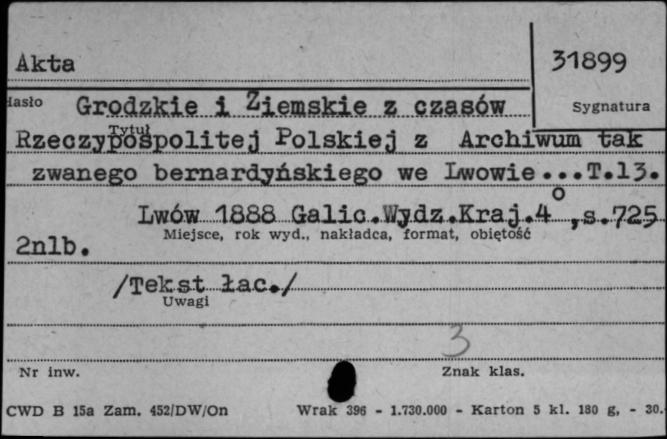 Akta
31899
Hasło Grodzkie i Ziemskie z czasów
Sygnatura
Tytuł
Rzeczypospolitej Polskiej z Archiwum tak
zwanego bernardyńskiego we Lwowie...T.13.
Lwów 1888 Galic.Wydz.Kraj.4°,s.725
Miejsce, rok wyd., nakładca, format, objętość
2nlb.
/Tekst łac./
Uwagi
3
Nr inw.
Znak klas.
CWD B 15a Zam. 452/DW/On Wrak 396 - 1.730.000 - Karton 5 kl. 180 g, - 30.